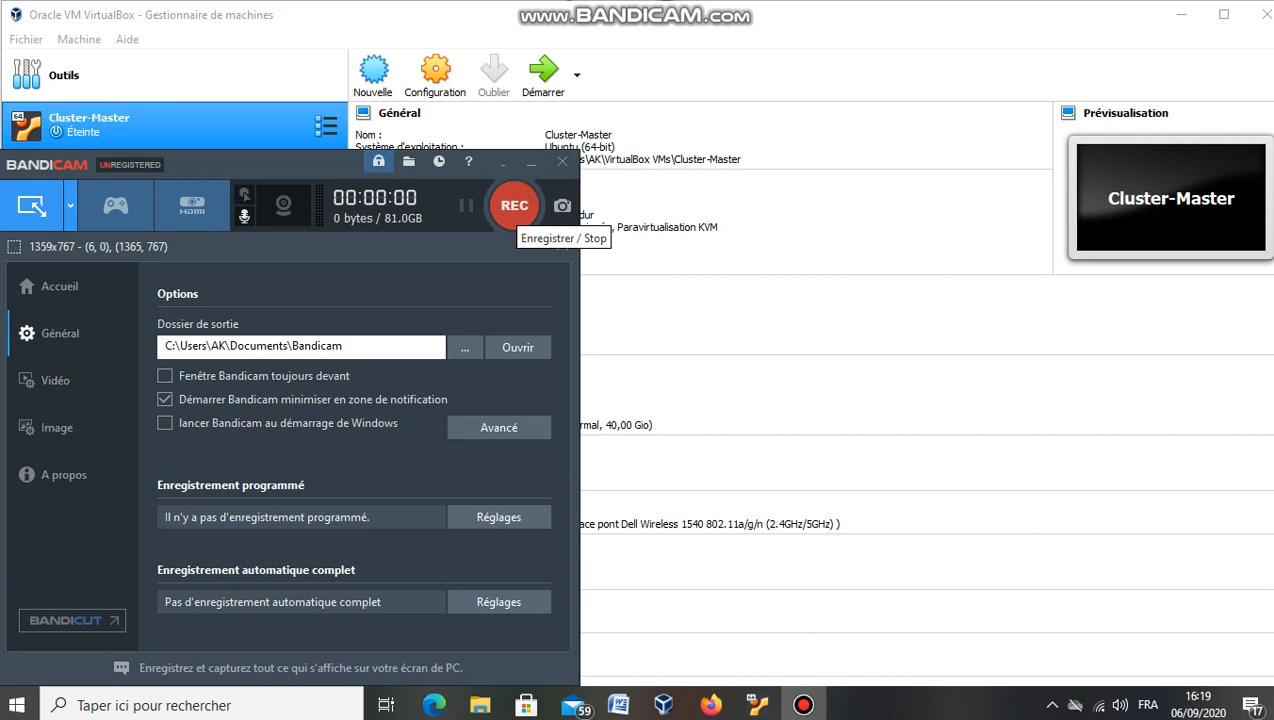 Oracle VM VirtualBox - Gestionnaire de machines
www.BANDICAM.com
Fichier Machine Aide
Outils
Nouvelle Configuration Oublier Démarrer
64
Cluster-Master
Éteinte
Général
Nom : Cluster-Master
Système d'exploitation : Ubuntu (64-bit)
s\AK\VirtualBox VMs\Cluster-Master
dur
Paravirtualisation KVM
Prévisualisation
Cluster-Master
BANDICAM UNREGISTERED
?
HDMI
00:00:00
0 bytes / 81.0GB
REC
Enregistrer / Stop
1359x767 - (6, 0), (1365, 767)
Accueil
Général
Vidéo
Image
A propos
BANDICUT
Options
Dossier de sortie
C:\Users\AK\Documents\Bandicam
... Ouvrir
Fenêtre Bandicam toujours devant
Démarrer Bandicam minimiser en zone de notification
lancer Bandicam au démarrage de Windows
Avancé
Enregistrement programmé
Il n'y a pas d'enregistrement programmé. Réglages
Enregistrement automatique complet
Pas d'enregistrement automatique complet Réglages
Enregistrez et capturez tout ce qui s'affiche sur votre écran de PC.
rmal, 40,00 Gio)
ace pont Dell Wireless 1540 802.11a/g/n (2.4GHz/5GHz) )
Taper ici pour rechercher
59
FRA
16:19
06/09/2020
17